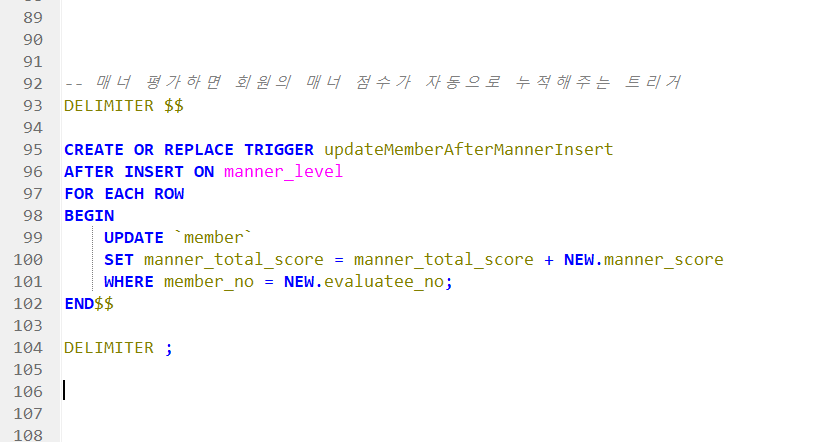 89
90
91
92 -- 매너 평가하면 회원의 매너 점수가 자동으로 누적해주는 트리거
93 DELIMITER $$
94
95 CREATE OR REPLACE TRIGGER updateMemberAfterMannerInsert
96 AFTER INSERT ON manner_level
97 FOR EACH ROW
98 BEGIN
99     UPDATE `member`
100     SET manner_total_score = manner_total_score + NEW.manner_score
101     WHERE member_no = NEW.evaluatee_no;
102 END$$
103
104 DELIMITER ;
105
106
107
108